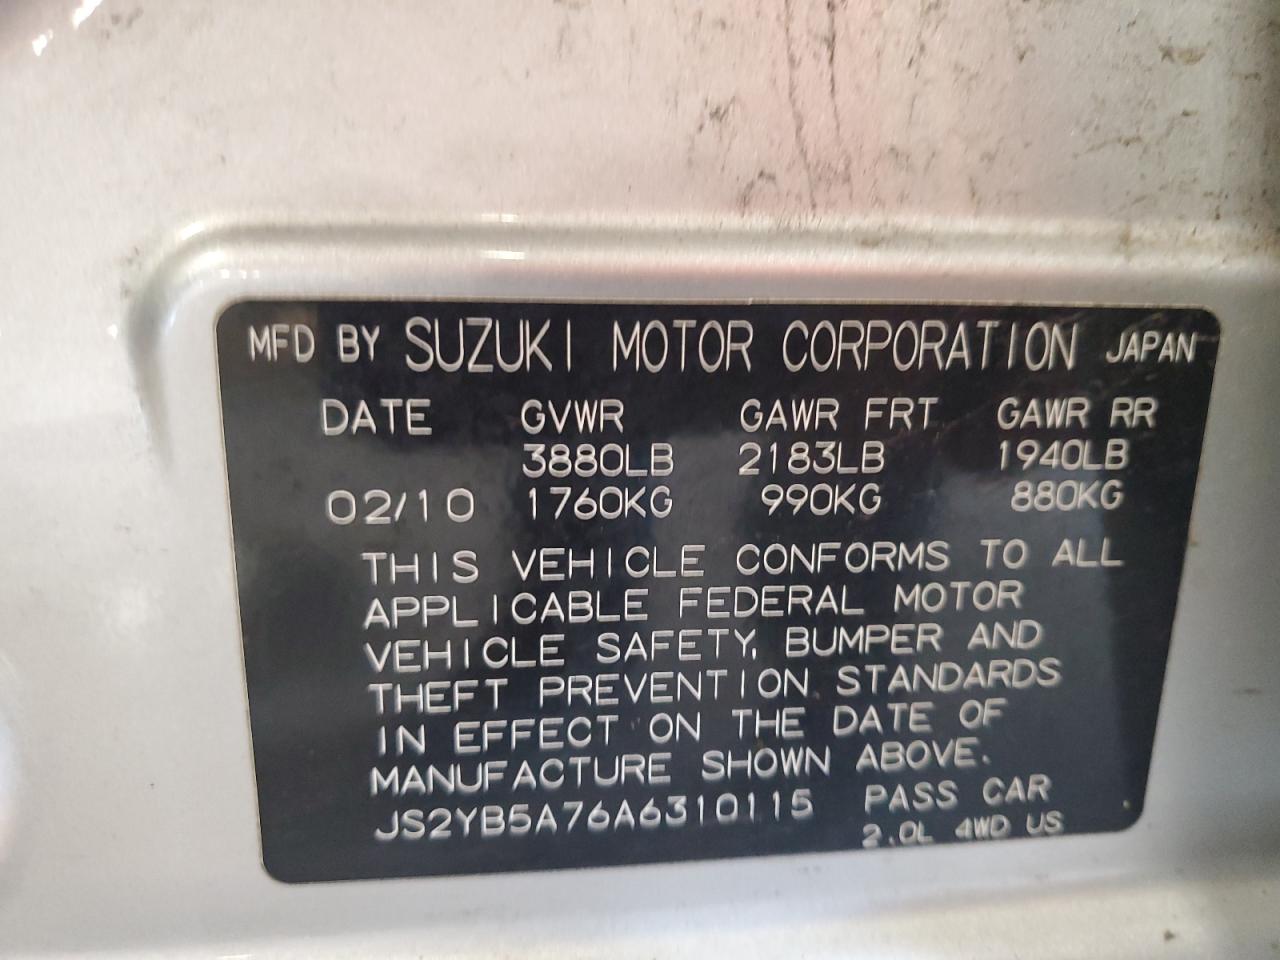 MFD BY SUZUKI MOTOR CORPORATION JAPAN
DATE GVWR GAWR FRT GAWR RR
3880LB 2183LB 1940LB
02/10 1760KG 990KG 880KG
THIS VEHICLE CONFORMS TO ALL
APPLICABLE FEDERAL MOTOR
VEHICLE SAFETY, BUMPER AND
THEFT PREVENTION STANDARDS
IN EFFECT ON THE DATE OF
MANUFACTURE SHOWN ABOVE.
JS2YB5A76A6310115 PASS CAR
2.0L 4WD US